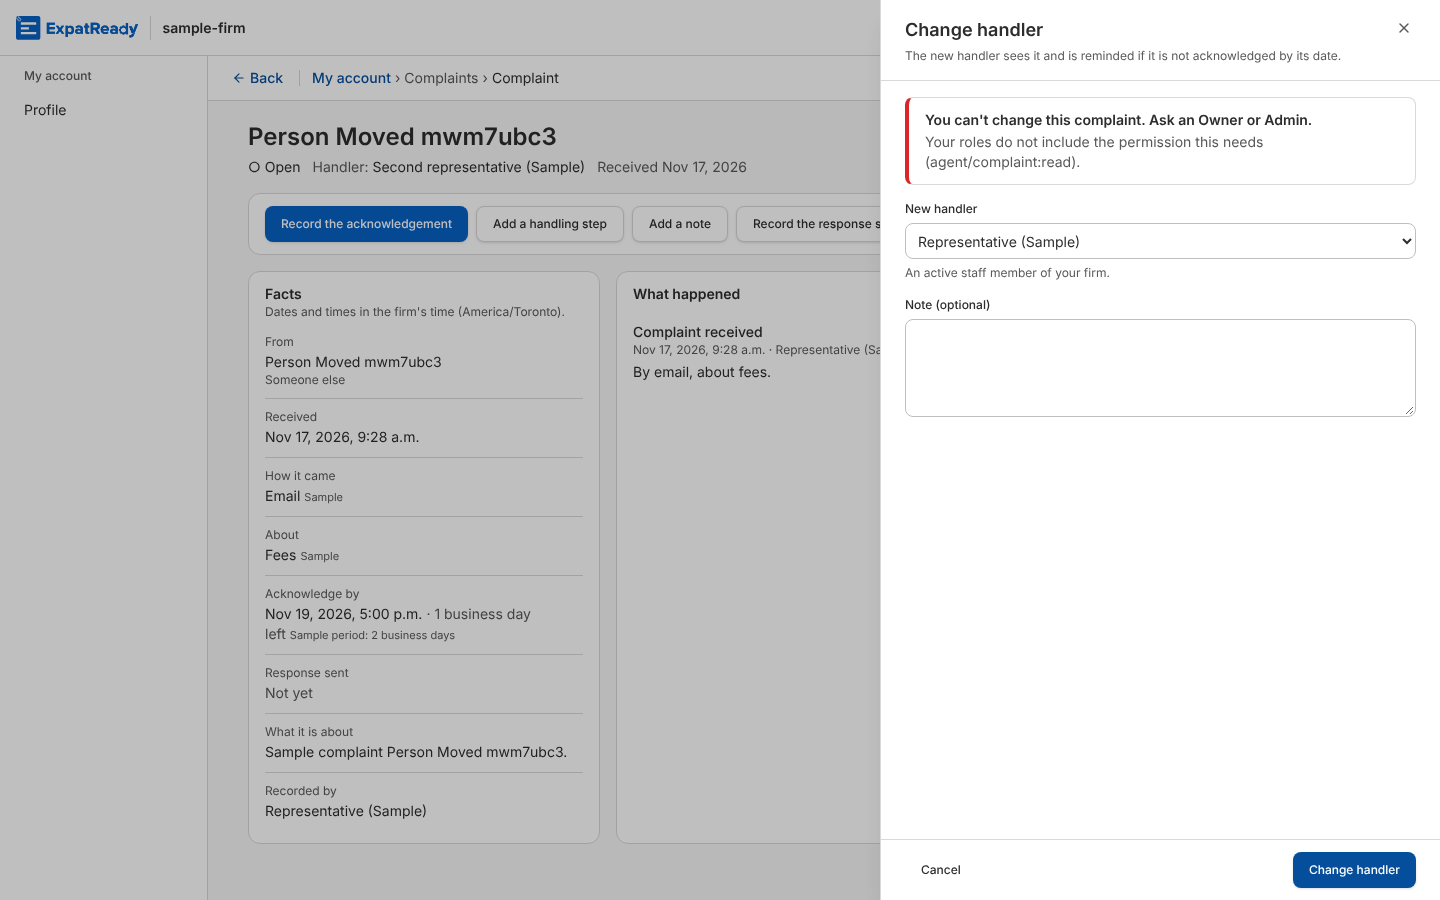 ExpatReady
sample-firm
My account
Profile
← Back
My account › Complaints › Complaint
Person Moved mwm7ubc3
Open Handler: Second representative (Sample) Received Nov 17, 2026
Record the acknowledgement
Add a handling step
Add a note
Record the response s
Facts
Dates and times in the firm's time (America/Toronto).
From
Person Moved mwm7ubc3
Someone else
Received
Nov 17, 2026, 9:28 a.m.
How it came
Email Sample
About
Fees Sample
Acknowledge by
Nov 19, 2026, 5:00 p.m. · 1 business day
left Sample period: 2 business days
Response sent
Not yet
What it is about
Sample complaint Person Moved mwm7ubc3.
Recorded by
Representative (Sample)
What happened
Complaint received
Nov 17, 2026, 9:28 a.m. · Representative (Sa
By email, about fees.
Change handler
The new handler sees it and is reminded if it is not acknowledged by its date.
You can't change this complaint. Ask an Owner or Admin.
Your roles do not include the permission this needs
(agent/complaint:read).
New handler
Representative (Sample)
An active staff member of your firm.
Note (optional)
Cancel
Change handler